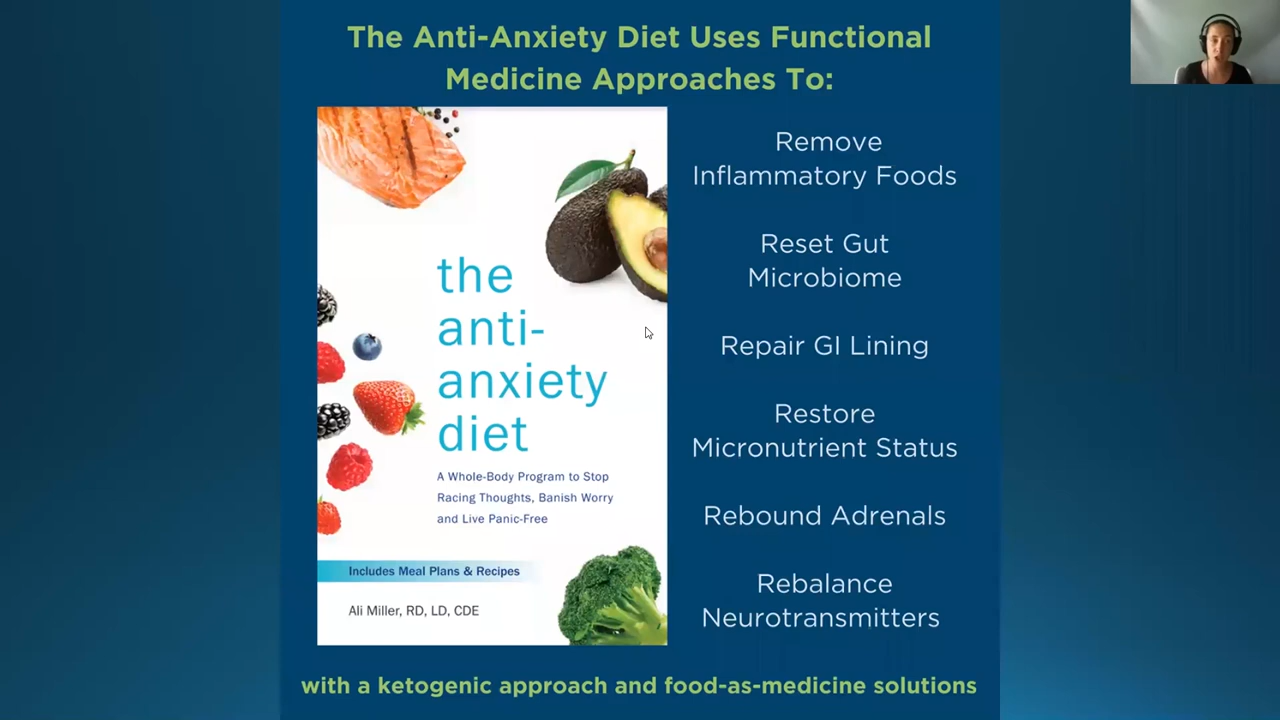 The Anti-Anxiety Diet Uses Functional
Medicine Approaches To:
the
anti-
anxiety
diet
A Whole-Body Program to Stop
Racing Thoughts, Banish Worry
and Live Panic-Free
Includes Meal Plans & Recipes
Ali Miller, RD, LD, CDE
Remove
Inflammatory Foods
Reset Gut
Microbiome
Repair GI Lining
Restore
Micronutrient Status
Rebound Adrenals
Rebalance
Neurotransmitters
with a ketogenic approach and food-as-medicine solutions